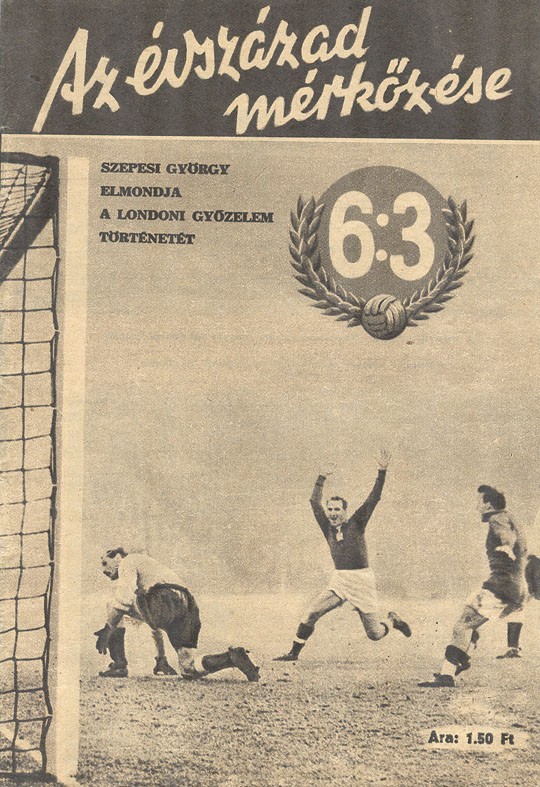 Az évszázad
mérkőzése
SZEPESI GYÖRGY
ELMONDJA
A LONDONI GYŐZELEM
TÖRTÉNETÉT
6:3
Ára: 1.50 Ft